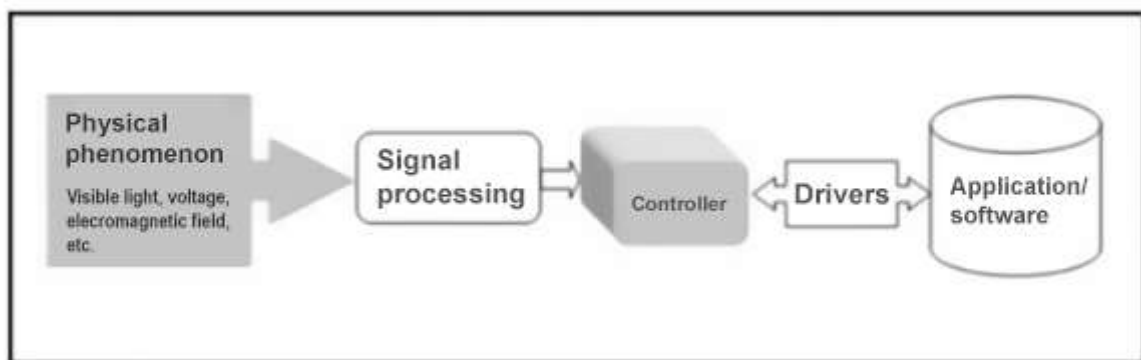 Physical
phenomenon
Visible light, voltage,
elecromagnetic field,
etc.
Signal
processing
Controller
Drivers
Application/
software